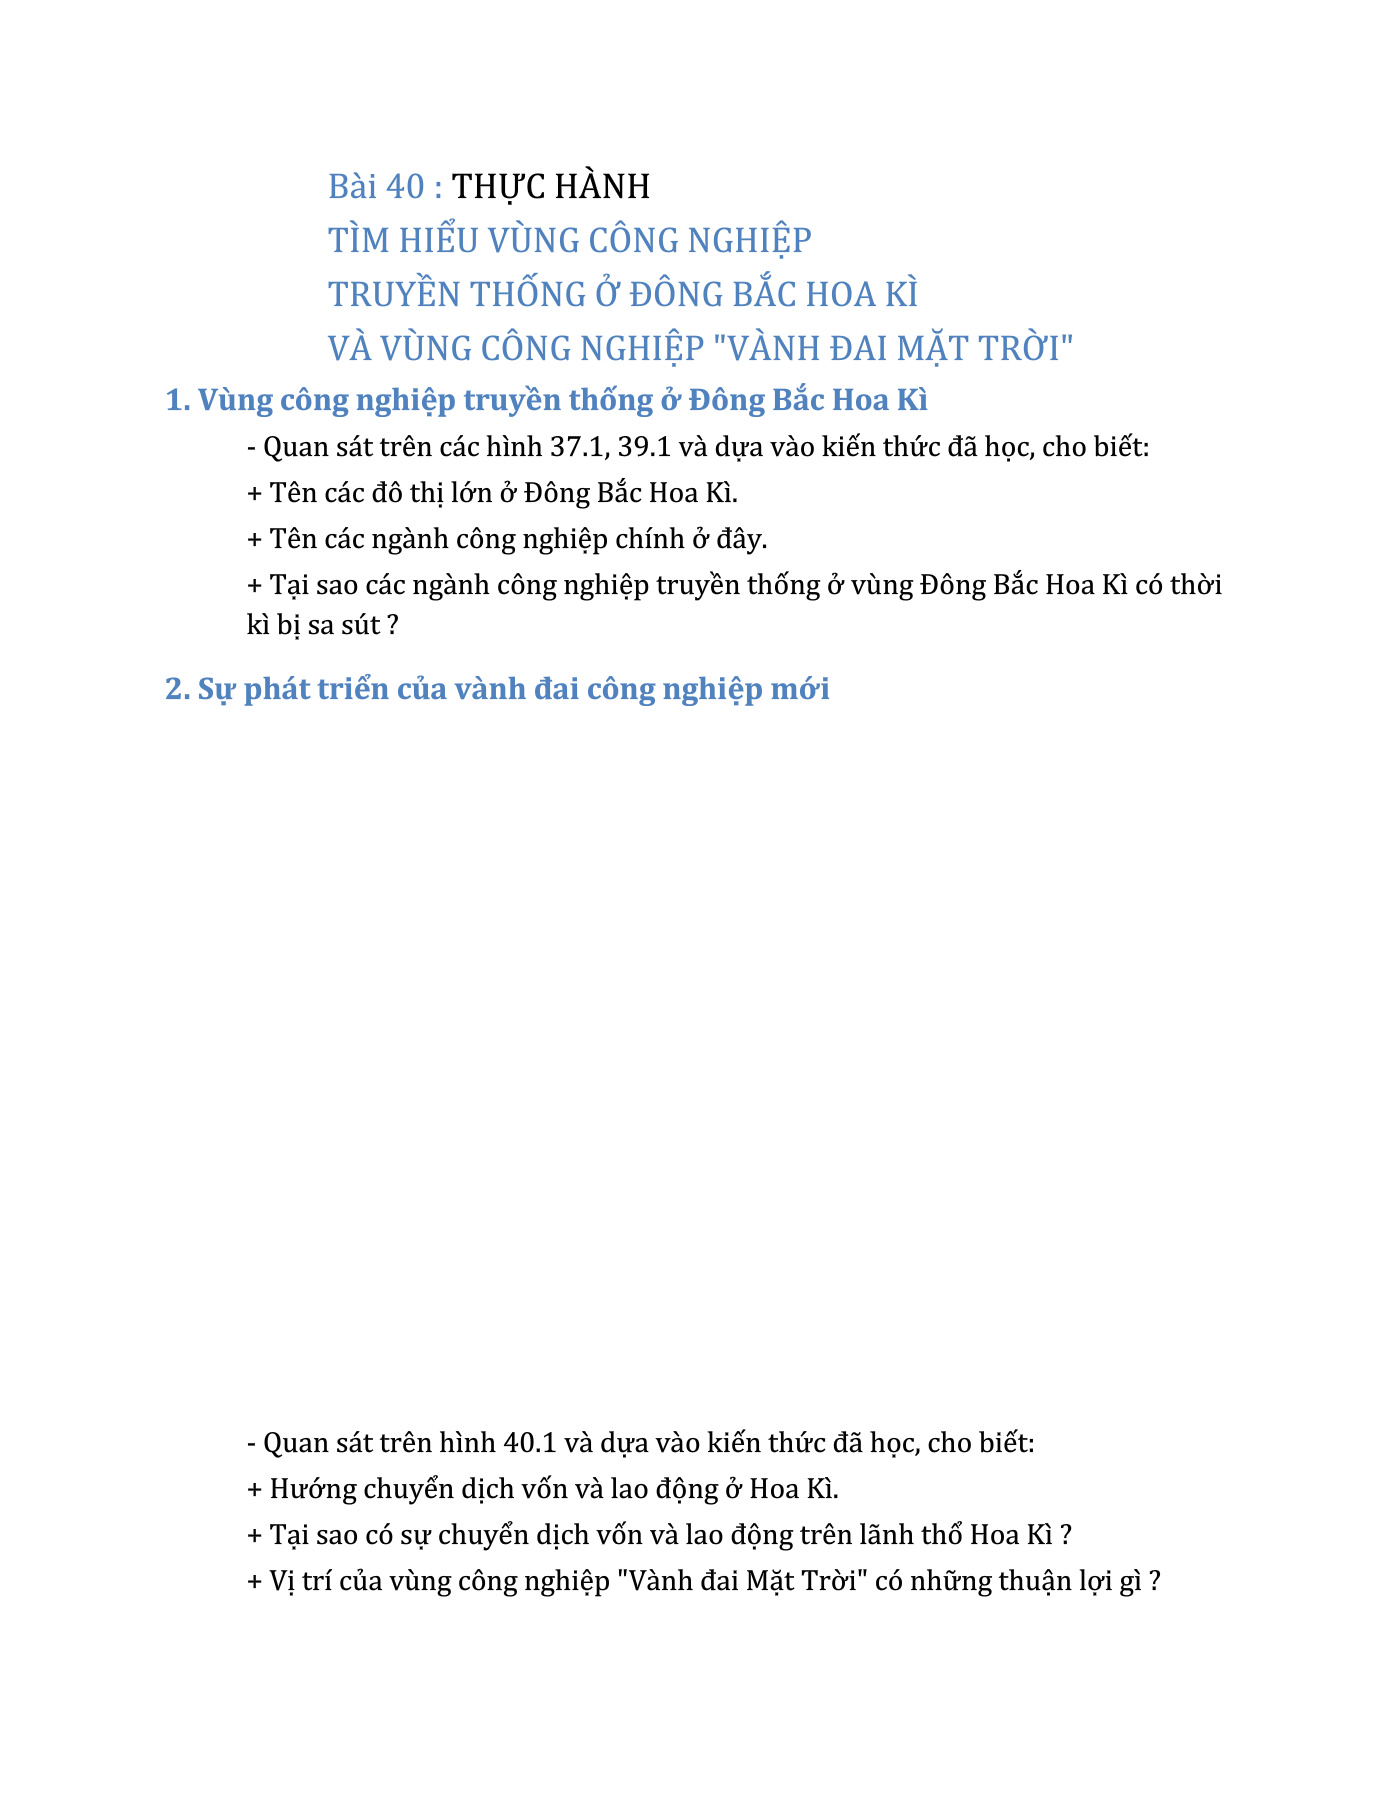 Bài 40 : THỰC HÀNH
TÌM HIỂU VÙNG CÔNG NGHIỆP
TRUYỀN THỐNG Ở ĐÔNG BẮC HOA KÌ
VÀ VÙNG CÔNG NGHIỆP "VÀNH ĐAI MẶT TRỜI"
1. Vùng công nghiệp truyền thống ở Đông Bắc Hoa Kì
- Quan sát trên các hình 37.1, 39.1 và dựa vào kiến thức đã học, cho biết:
+ Tên các đô thị lớn ở Đông Bắc Hoa Kì.
+ Tên các ngành công nghiệp chính ở đây.
+ Tại sao các ngành công nghiệp truyền thống ở vùng Đông Bắc Hoa Kì có thời
kì bị sa sút ?
2. Sự phát triển của vành đai công nghiệp mới
- Quan sát trên hình 40.1 và dựa vào kiến thức đã học, cho biết:
+ Hướng chuyển dịch vốn và lao động ở Hoa Kì.
+ Tại sao có sự chuyển dịch vốn và lao động trên lãnh thổ Hoa Kì ?
+ Vị trí của vùng công nghiệp "Vành đai Mặt Trời" có những thuận lợi gì ?